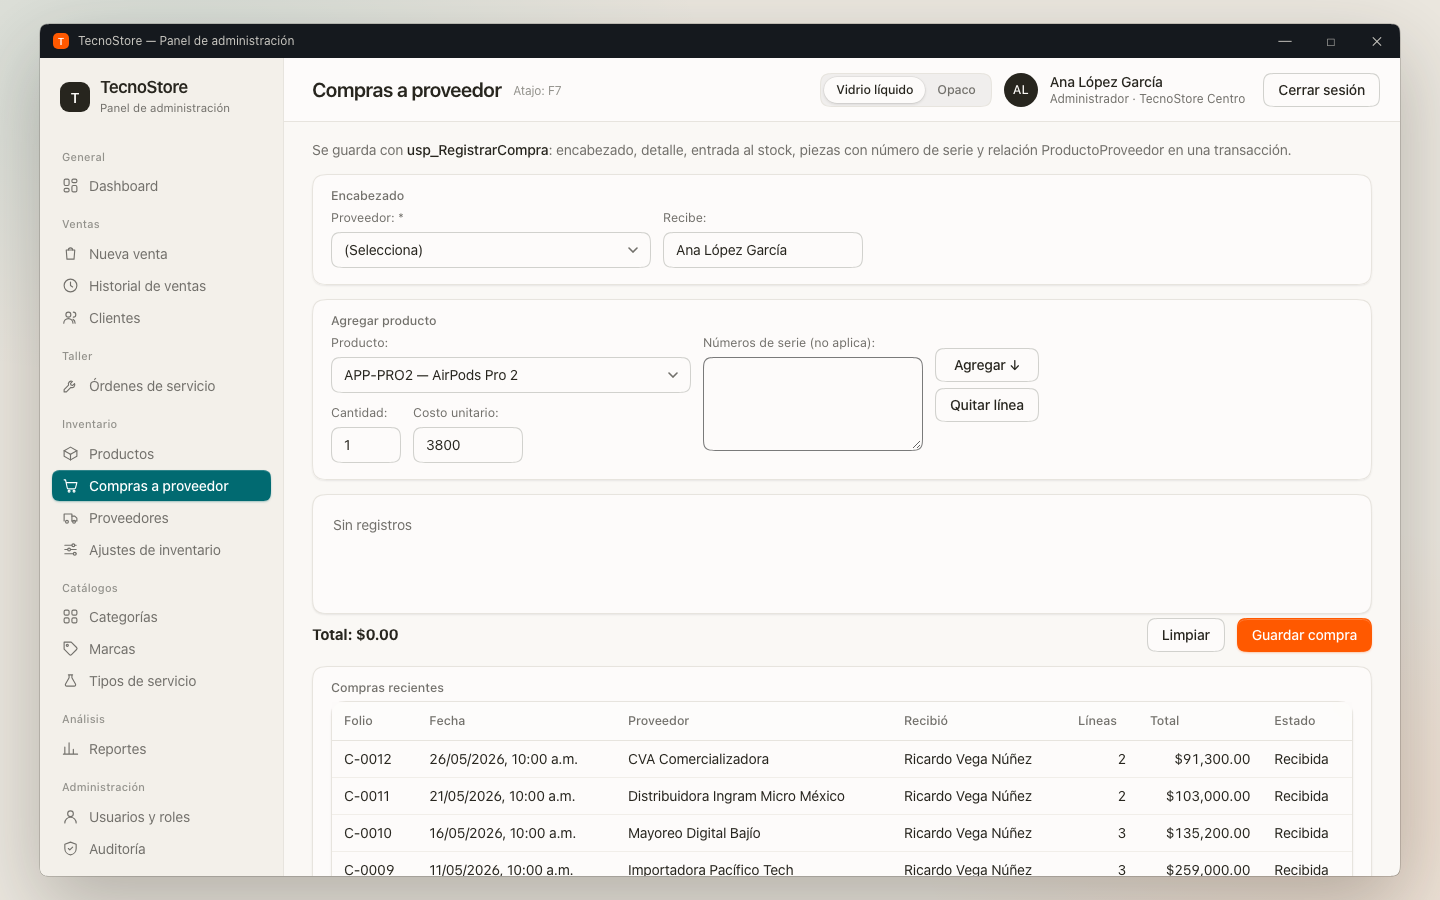 T TecnoStore — Panel de administración
T TecnoStore
Panel de administración
General
Dashboard
Ventas
Nueva venta
Historial de ventas
Clientes
Taller
Órdenes de servicio
Inventario
Productos
Compras a proveedor
Proveedores
Ajustes de inventario
Catálogos
Categorías
Marcas
Tipos de servicio
Análisis
Reportes
Administración
Usuarios y roles
Auditoría
Compras a proveedor Atajo: F7
Vidrio líquido Opaco
AL Ana López García
Administrador · TecnoStore Centro
Cerrar sesión
Se guarda con usp_RegistrarCompra: encabezado, detalle, entrada al stock, piezas con número de serie y relación ProductoProveedor en una transacción.
Encabezado
Proveedor: * Recibe:
(Selecciona) Ana López García
Agregar producto
Producto: Números de serie (no aplica):
APP-PRO2 — AirPods Pro 2 Agregar ↓
Quitar línea
Cantidad: Costo unitario:
1 3800
Sin registros
Total: $0.00 Limpiar Guardar compra
Compras recientes
Folio Fecha Proveedor Recibió Líneas Total Estado
C-0012 26/05/2026, 10:00 a.m. CVA Comercializadora Ricardo Vega Núñez 2 $91,300.00 Recibida
C-0011 21/05/2026, 10:00 a.m. Distribuidora Ingram Micro México Ricardo Vega Núñez 2 $103,000.00 Recibida
C-0010 16/05/2026, 10:00 a.m. Mayoreo Digital Bajío Ricardo Vega Núñez 3 $135,200.00 Recibida
C-0009 11/05/2026, 10:00 a.m. Importadora Pacífico Tech Ricardo Vega Núñez 3 $259,000.00 Recibida